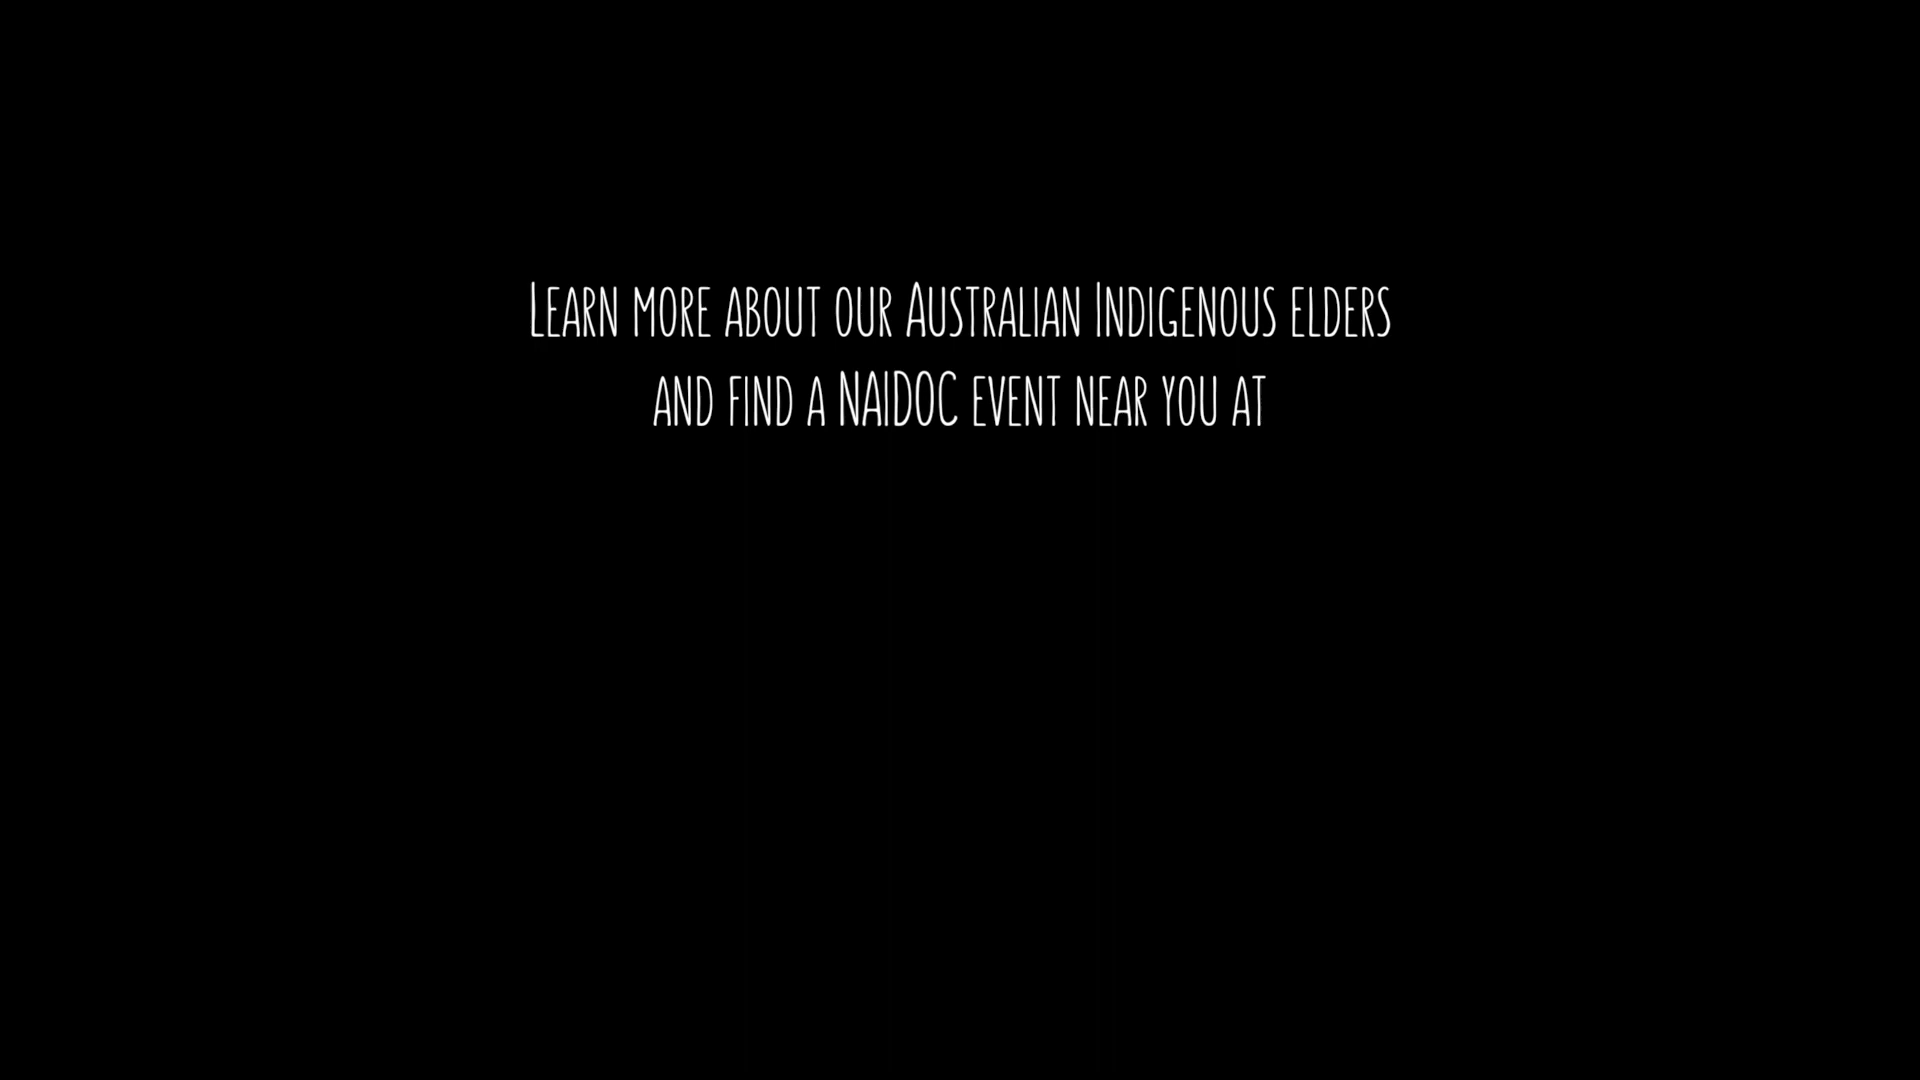 Learn more about our Australian Indigenous elders
and find a NAIDOC event near you at